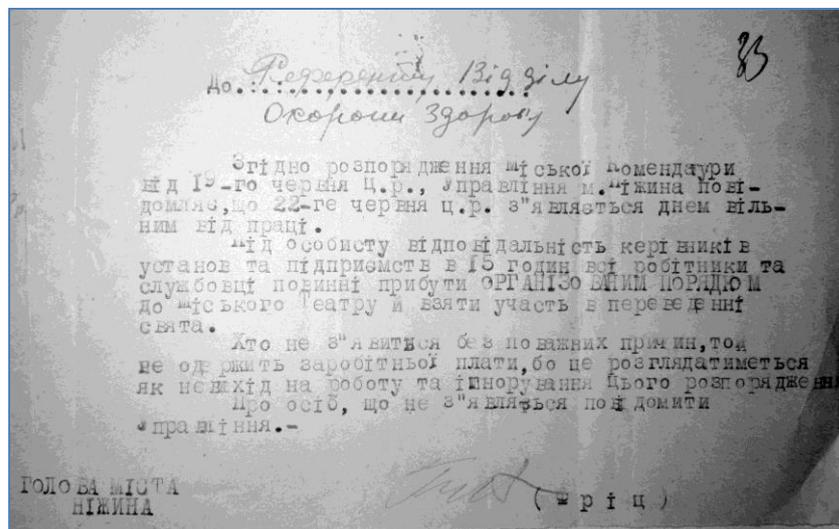 33
До Референту Відділу
Охорони Здоров'я
Згідно розпорядження Міської Комендаури
від 19-го червня ц.р., Управління м.Ніжина пові-
домляє,що 22-ге червня ц.р. з"являється днем віль-
ним від праці.
Під особисту відповідальність керівників
установ та підприємств в 15 годин всі робітники та
службовці повинні прибути ОРГАНІЗОВАНИМ ПОРЯДКОМ
до Міського Театру й взяти участь в переведенні
свята.
Хто не з"явиться без поважних причин,той
не одержить заробітньої плати,бо це розглядатиметься
як невихід на роботу та ігнорування Цього розпорядження
Про осіб, що не з"являться повідомити
Управління.-
ГОЛОВА МІСТА
НІЖИНА
(Фріц)